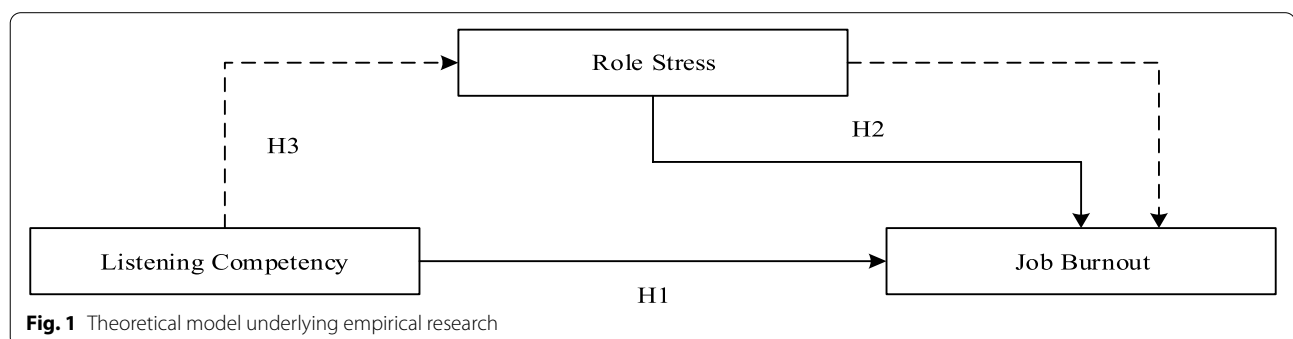 Role Stress
H2
H3
Listening Competency
Job Burnout
H1
Fig. 1 Theoretical model underlying empirical research